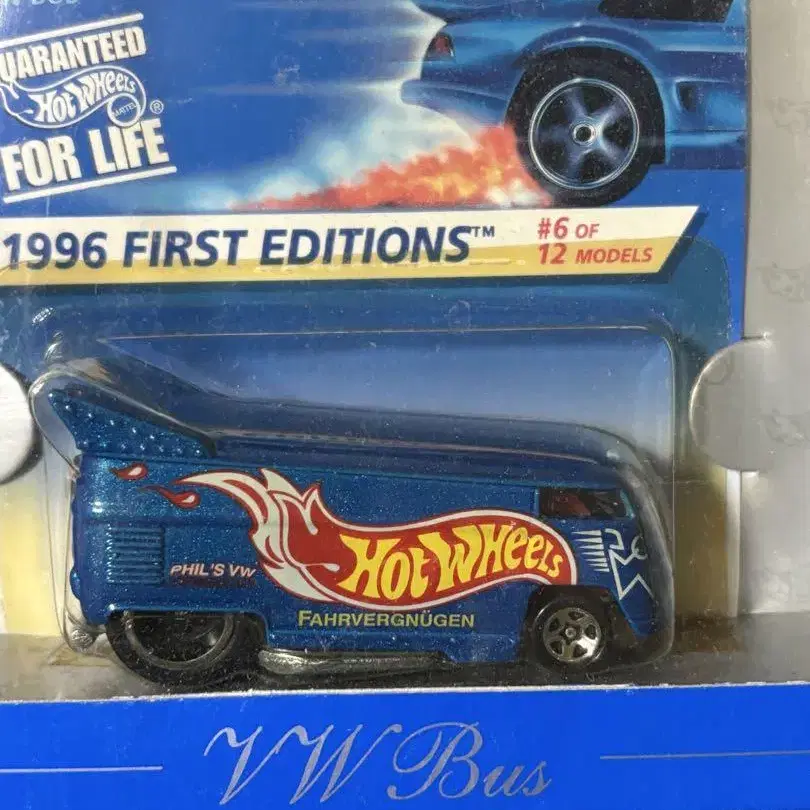 UARANTEED
HOT WHEELS
MATTEL
®
FOR LIFE
1996 FIRST EDITIONS™
#6 OF
12 MODELS
HOT WHEELS
PHIL'S VW
FAHRVERGNÜGEN
VW Bus